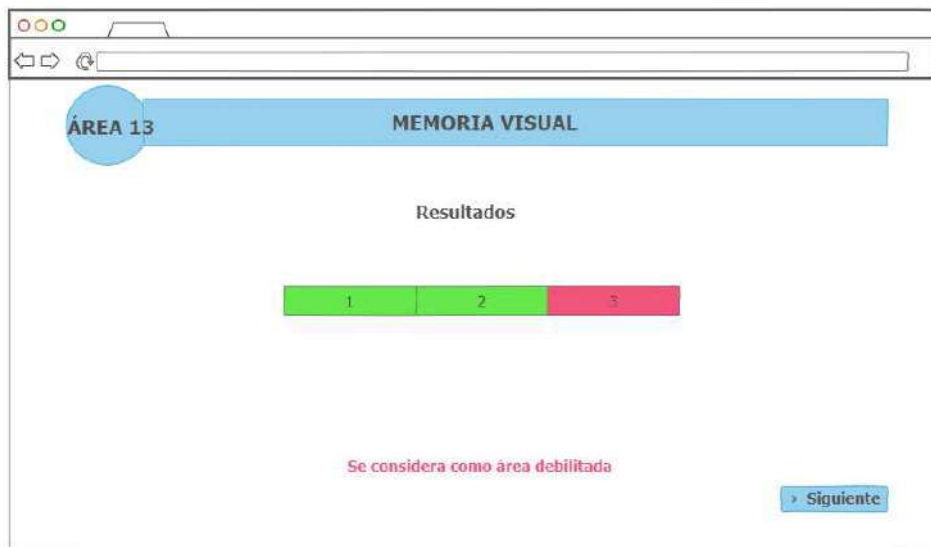 ÁREA 13
MEMORIA VISUAL
Resultados
1 2 3
Se considera como área debilitada
› Siguiente